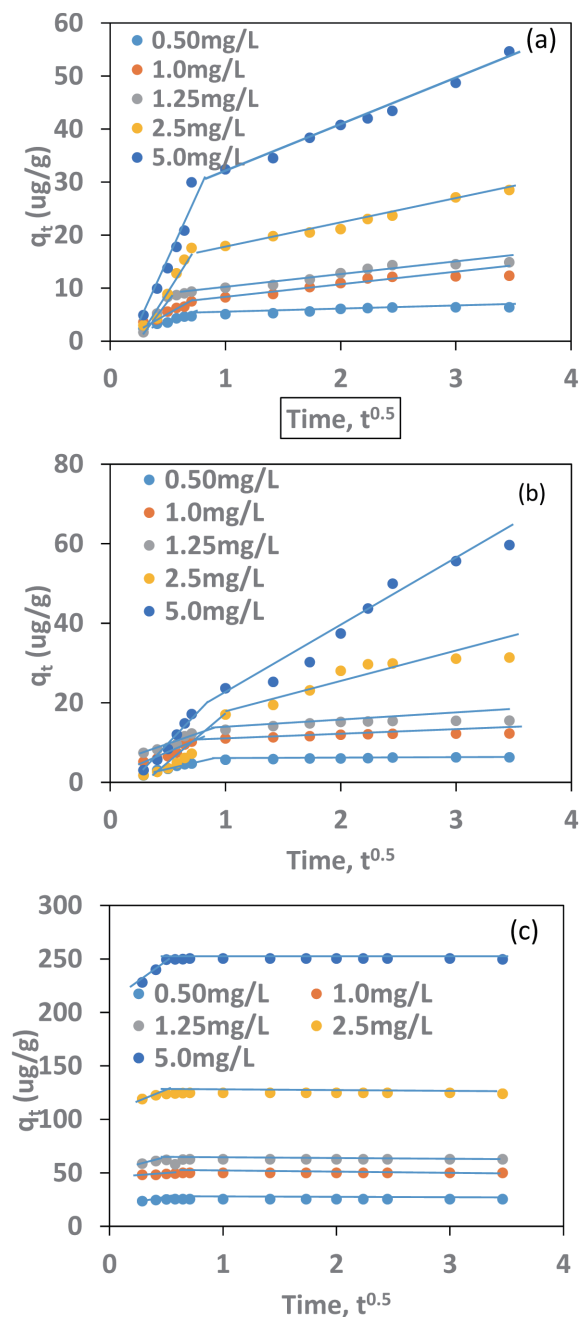 60
(a)
0.50mg/L
50
1.0mg/L
1.25mg/L
40
2.5mg/L
5.0mg/L
30
20
10
0
q_t (ug/g)
0 1 2 3 4
Time, t^0.5
80
(b)
0.50mg/L
1.0mg/L
60
1.25mg/L
2.5mg/L
40
5.0mg/L
20
0
q_t (ug/g)
0 1 2 3 4
Time, t^0.5
300
(c)
250
200
0.50mg/L 1.0mg/L
1.25mg/L 2.5mg/L
150
5.0mg/L
100
50
0
q_t (ug/g)
0 1 2 3 4
Time, t^0.5